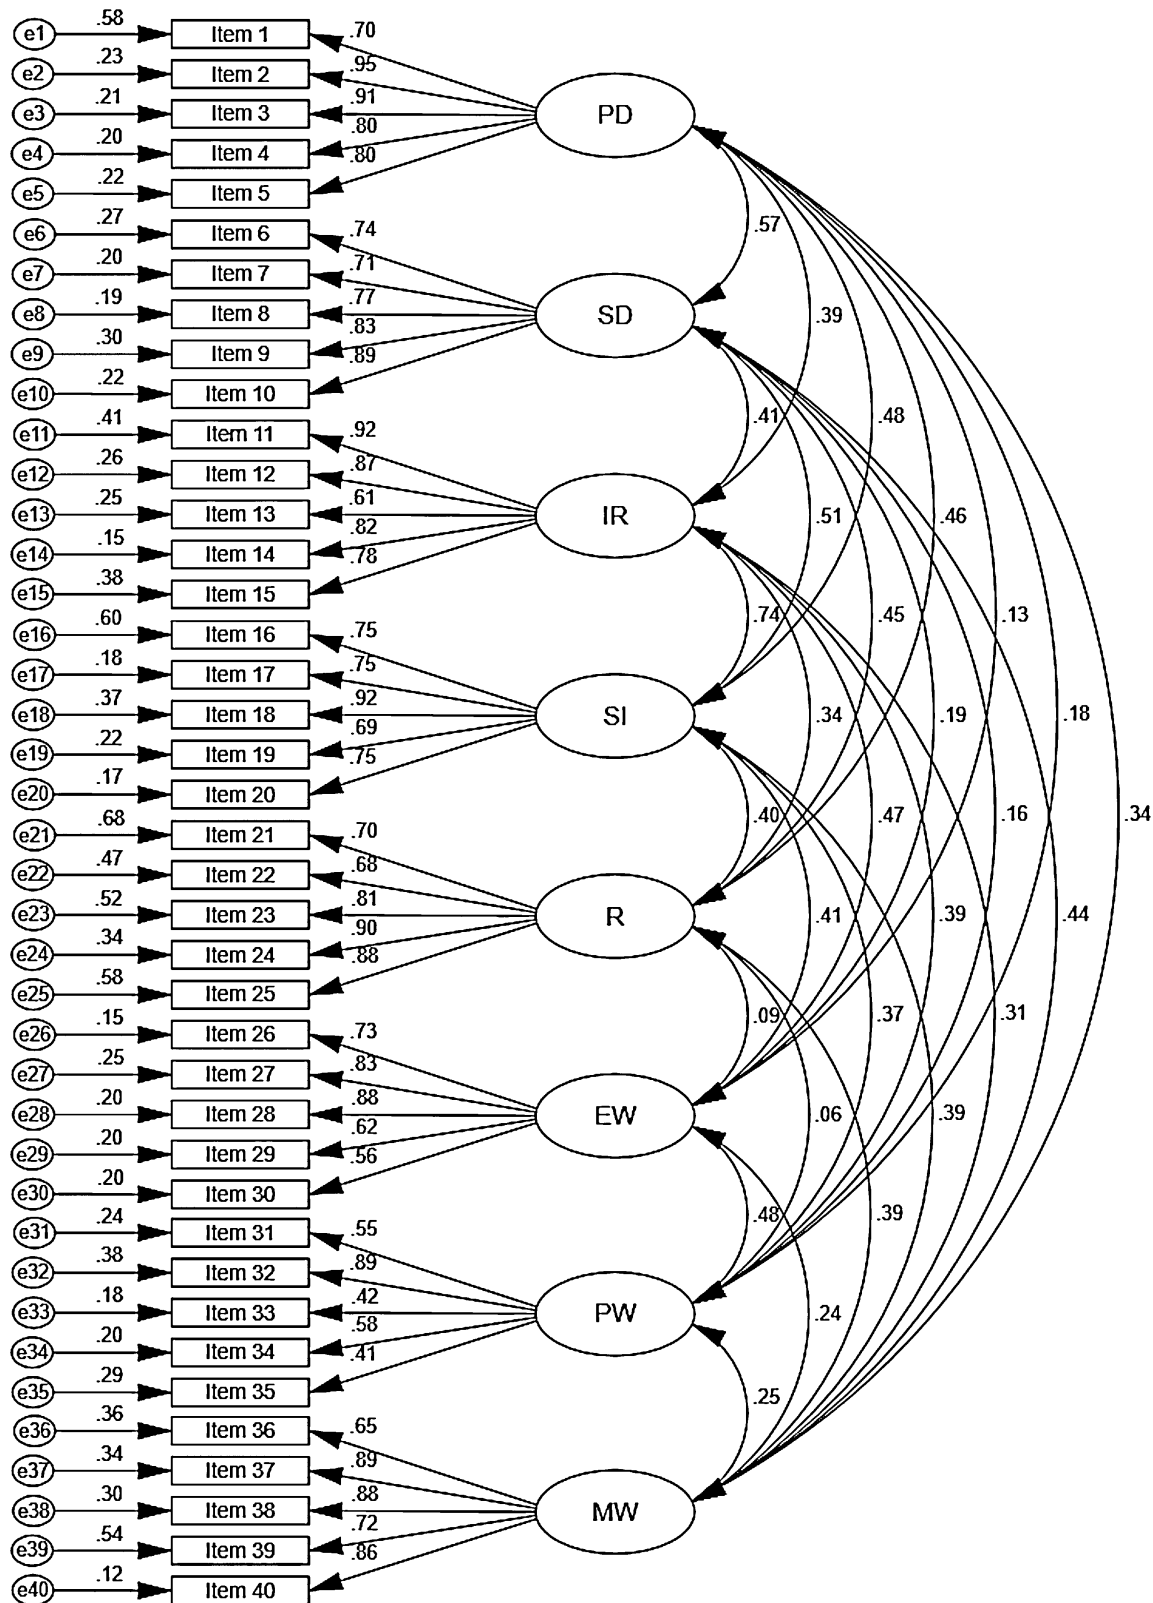 .58
e1 Item 1 .70
.23
e2 Item 2 .95
PD
.21
e3 Item 3 .91
.20
e4 Item 4 .80
.22
e5 Item 5 .80
.57
.27
e6 Item 6 .74
.20
e7 Item 7 .71
SD .39
.19
e8 Item 8 .77
.30
e9 Item 9 .83
.22
e10 Item 10 .89
.41 .48
.41
e11 Item 11 .92
.26
e12 Item 12 .87
IR .51 .46
.25
e13 Item 13 .61
.15
e14 Item 14 .82
.38
e15 Item 15 .78
.74 .45 .13
.60
e16 Item 16 .75
.18
e17 Item 17 .75
SI .34 .19 .18
.37
e18 Item 18 .92
.22
e19 Item 19 .69
.17
e20 Item 20 .75
.40 .47 .16 .34
.68
e21 Item 21 .70
.47
e22 Item 22 .68
R .41 .39 .44
.52
e23 Item 23 .81
.34
e24 Item 24 .90
.58
e25 Item 25 .88
.09 .37 .31
.15
e26 Item 26 .73
.25
e27 Item 27 .83
EW .06 .39
.20
e28 Item 28 .88
.20
e29 Item 29 .62
.20
e30 Item 30 .56
.48 .39
.24
e31 Item 31 .55
.38
e32 Item 32 .89
PW .24
.18
e33 Item 33 .42
.20
e34 Item 34 .58
.29
e35 Item 35 .41
.25
.36
e36 Item 36 .65
.34
e37 Item 37 .89
MW
.30
e38 Item 38 .88
.54
e39 Item 39 .72
.12
e40 Item 40 .86